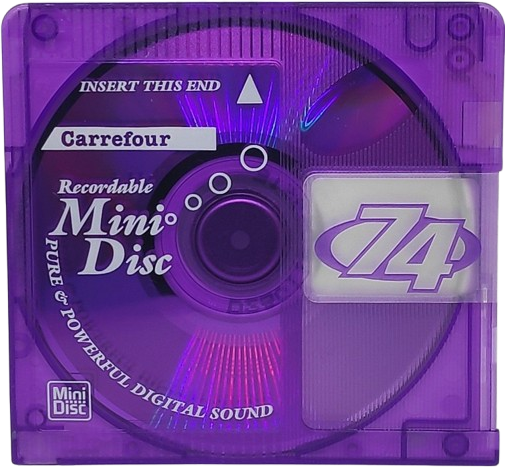 INSERT THIS END
Carrefour
Recordable
Mini
Disc
PURE & POWERFUL DIGITAL SOUND
74
Mini
Disc